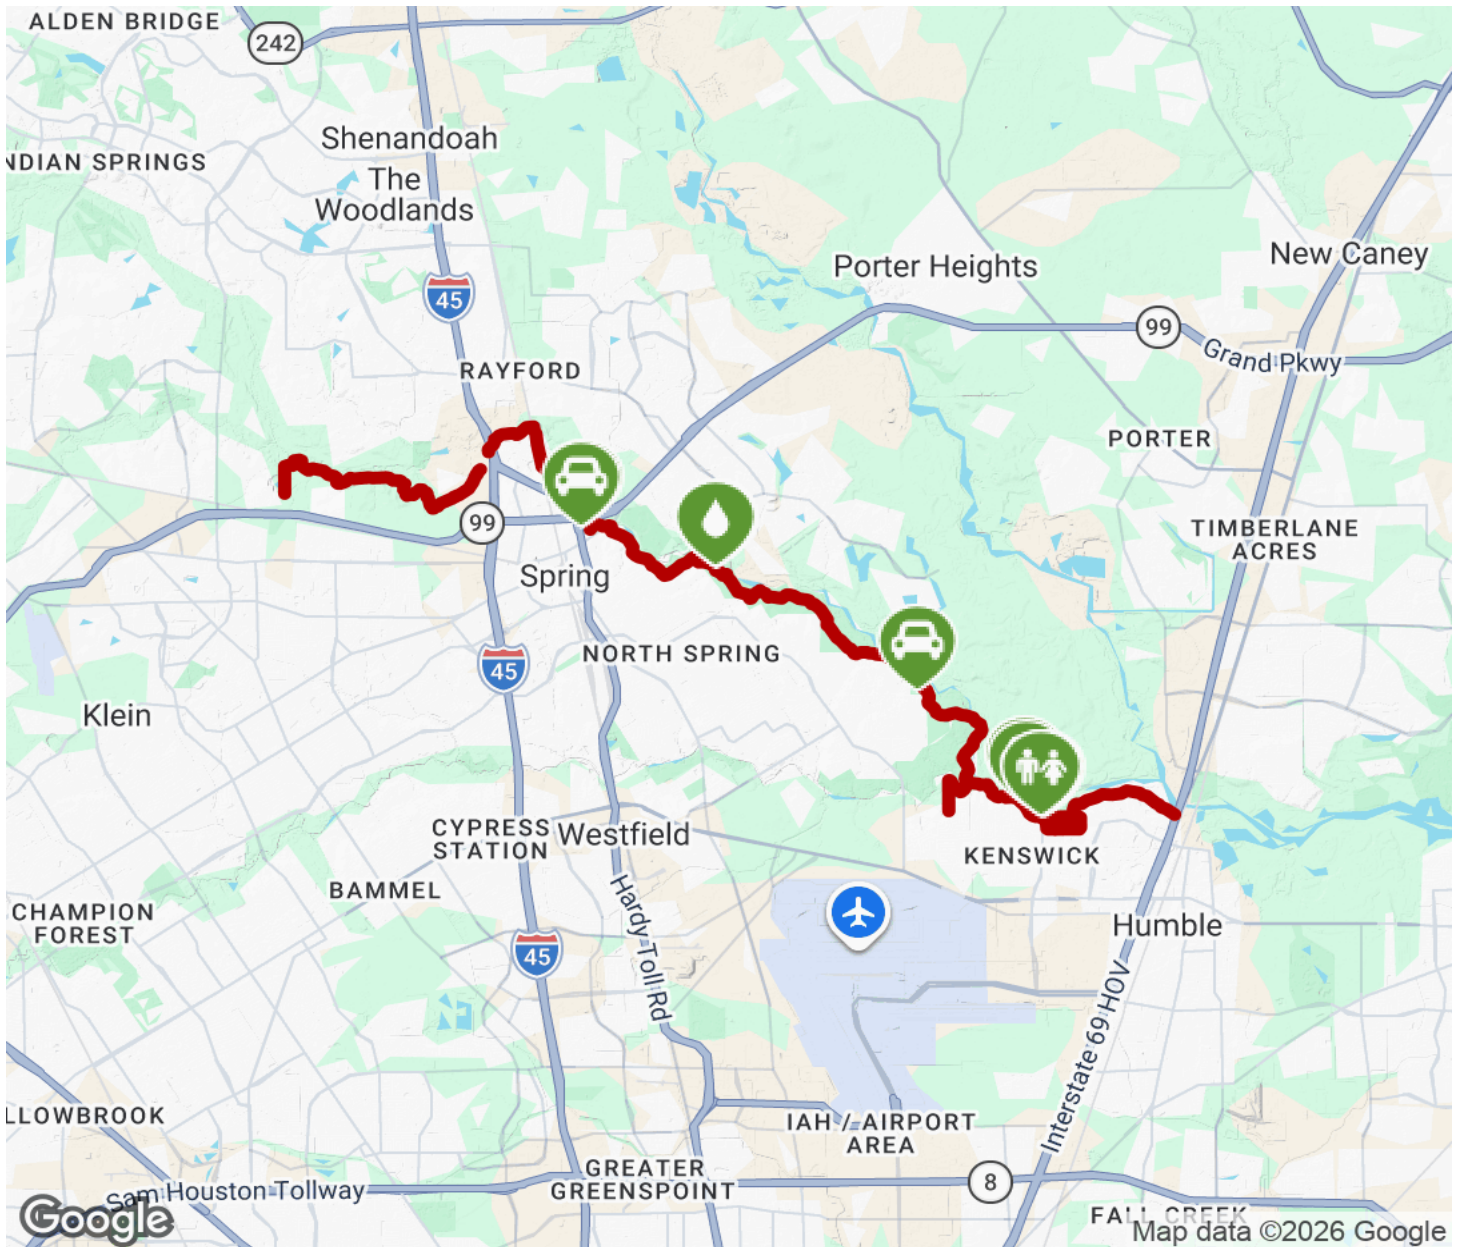 ALDEN BRIDGE
242
Shenandoah
NDIAN SPRINGS
The
Woodlands
New Caney
Porter Heights
45
99
Grand Pkwy
RAYFORD
PORTER
99
TIMBERLANE
ACRES
Spring
NORTH SPRING
45
Klein
CYPRESS
STATION
Westfield
KENSWICK
BAMMEL
CHAMPION
FOREST
Humble
45
Hardy Toll Rd
Interstate 69 HOV
LLOWBROOK
IAH / AIRPORT
AREA
GREATER
GREENSPOINT
8
Sam Houston Tollway
FALL CREEK
Google
Map data ©2026 Google